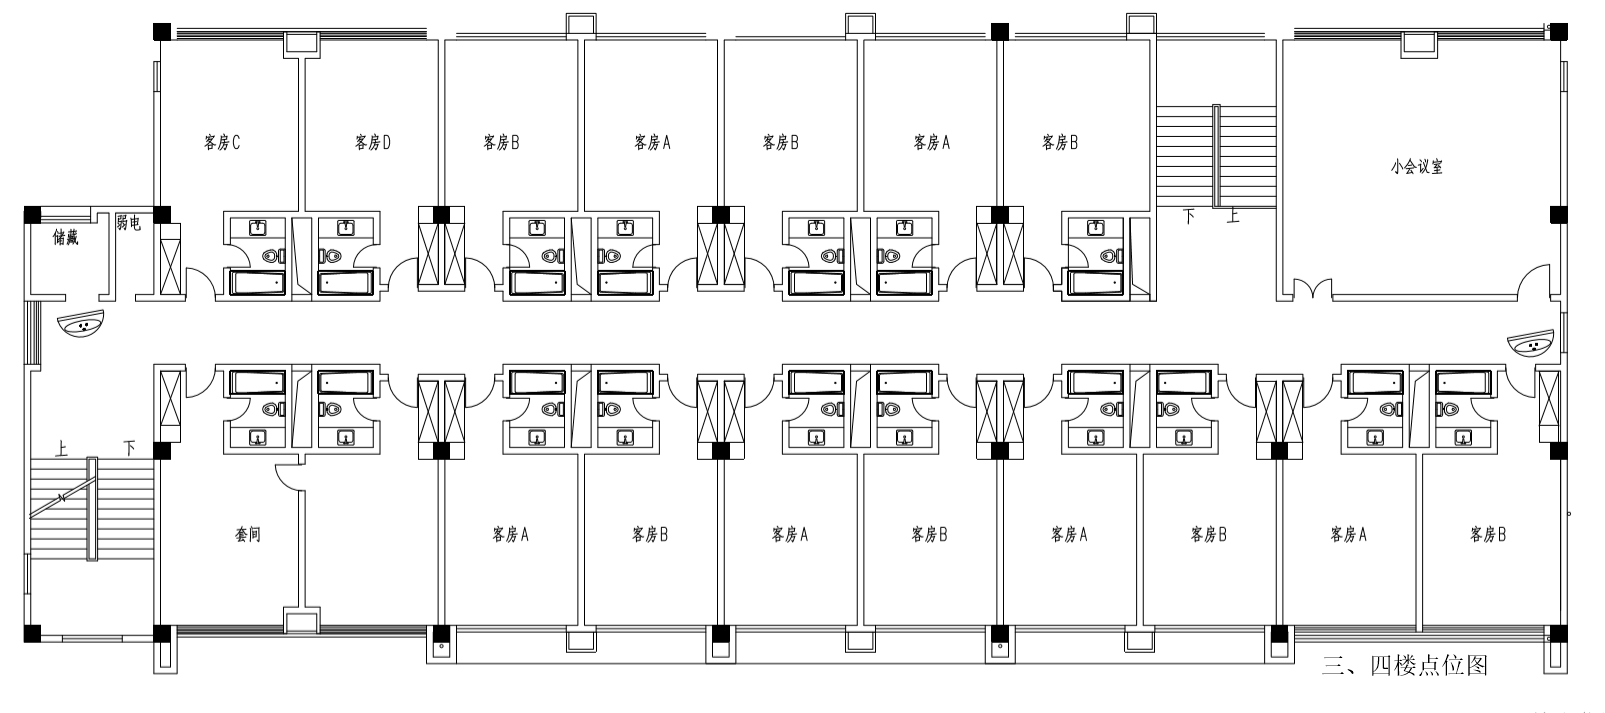 客房C
客房D
客房B
客房A
客房B
客房A
客房B
小会议室
弱电
储藏
下
上
上
下
N
套间
客房A
客房B
客房A
客房B
客房A
客房B
客房A
客房B
三、四楼点位图